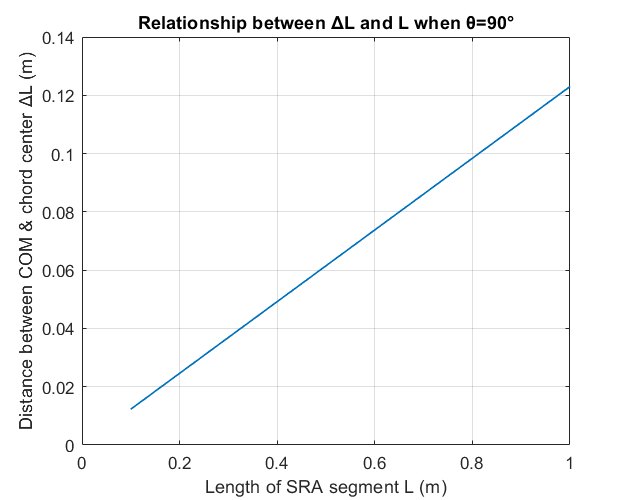 Relationship between ΔL and L when θ=90°
Distance between COM & chord center ΔL (m)
0.14
0.12
0.1
0.08
0.06
0.04
0.02
0
0 0.2 0.4 0.6 0.8 1
Length of SRA segment L (m)